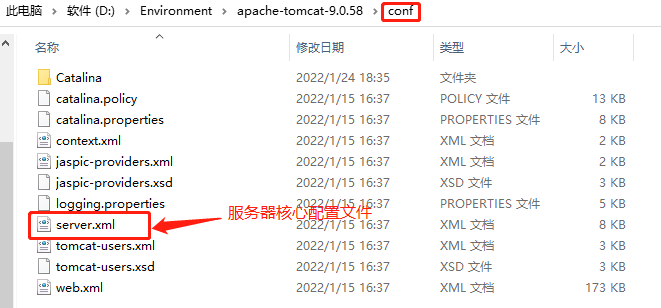 此电脑 › 软件 (D:) › Environment › apache-tomcat-9.0.58 › conf
名称 修改日期 类型 大小
Catalina 2022/1/24 18:35 文件夹
catalina.policy 2022/1/15 16:37 POLICY 文件 13 KB
catalina.properties 2022/1/15 16:37 PROPERTIES 文件 8 KB
context.xml 2022/1/15 16:37 XML 文档 2 KB
jaspic-providers.xml 2022/1/15 16:37 XML 文档 2 KB
jaspic-providers.xsd 2022/1/15 16:37 XSD 文件 3 KB
logging.properties 2022/1/15 16:37 PROPERTIES 文件 5 KB
服务器核心配置文件
server.xml 2022/1/15 16:37 XML 文档 8 KB
tomcat-users.xml 2022/1/15 16:37 XML 文档 3 KB
tomcat-users.xsd 2022/1/15 16:37 XSD 文件 3 KB
web.xml 2022/1/15 16:37 XML 文档 173 KB